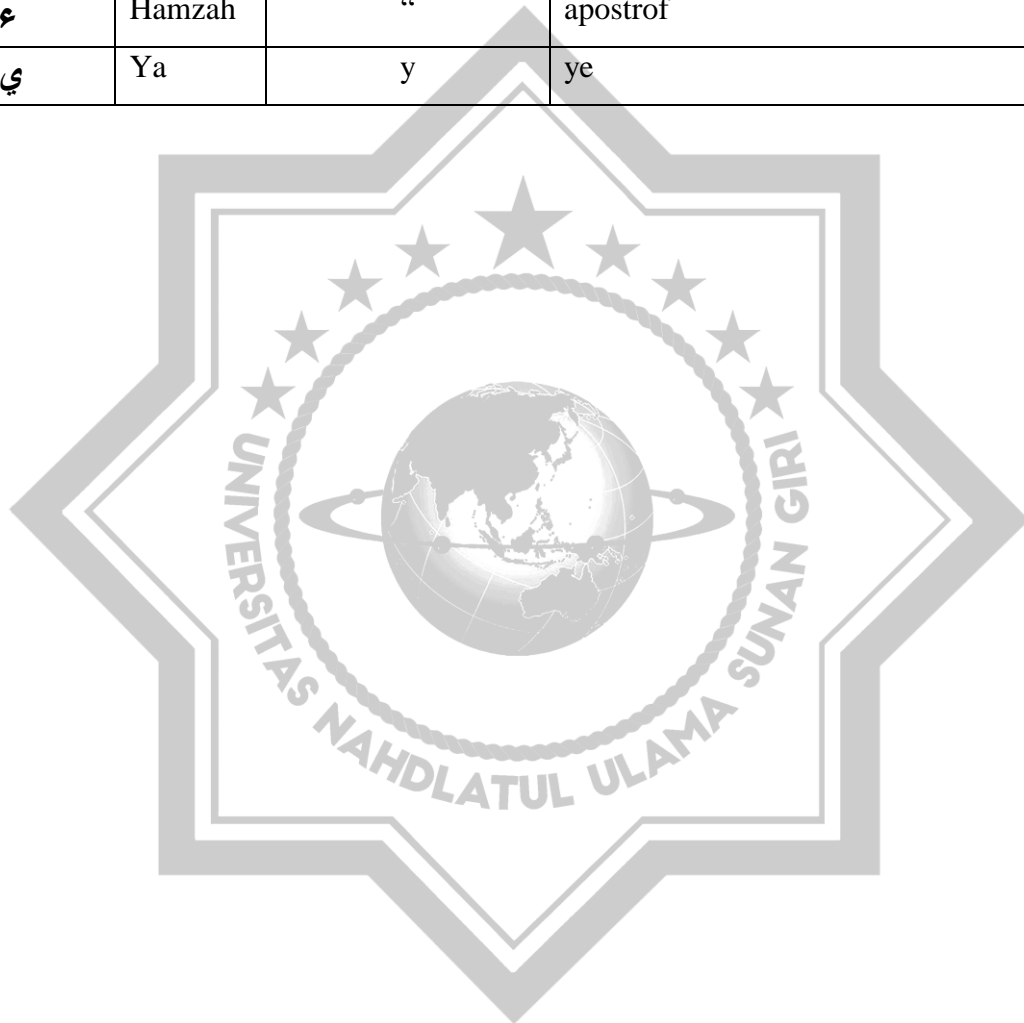 ء Hamzah “ apostrof
ي Ya y ye
UNIVERSITAS NAHDLATUL ULAMA SUNAN GIRI